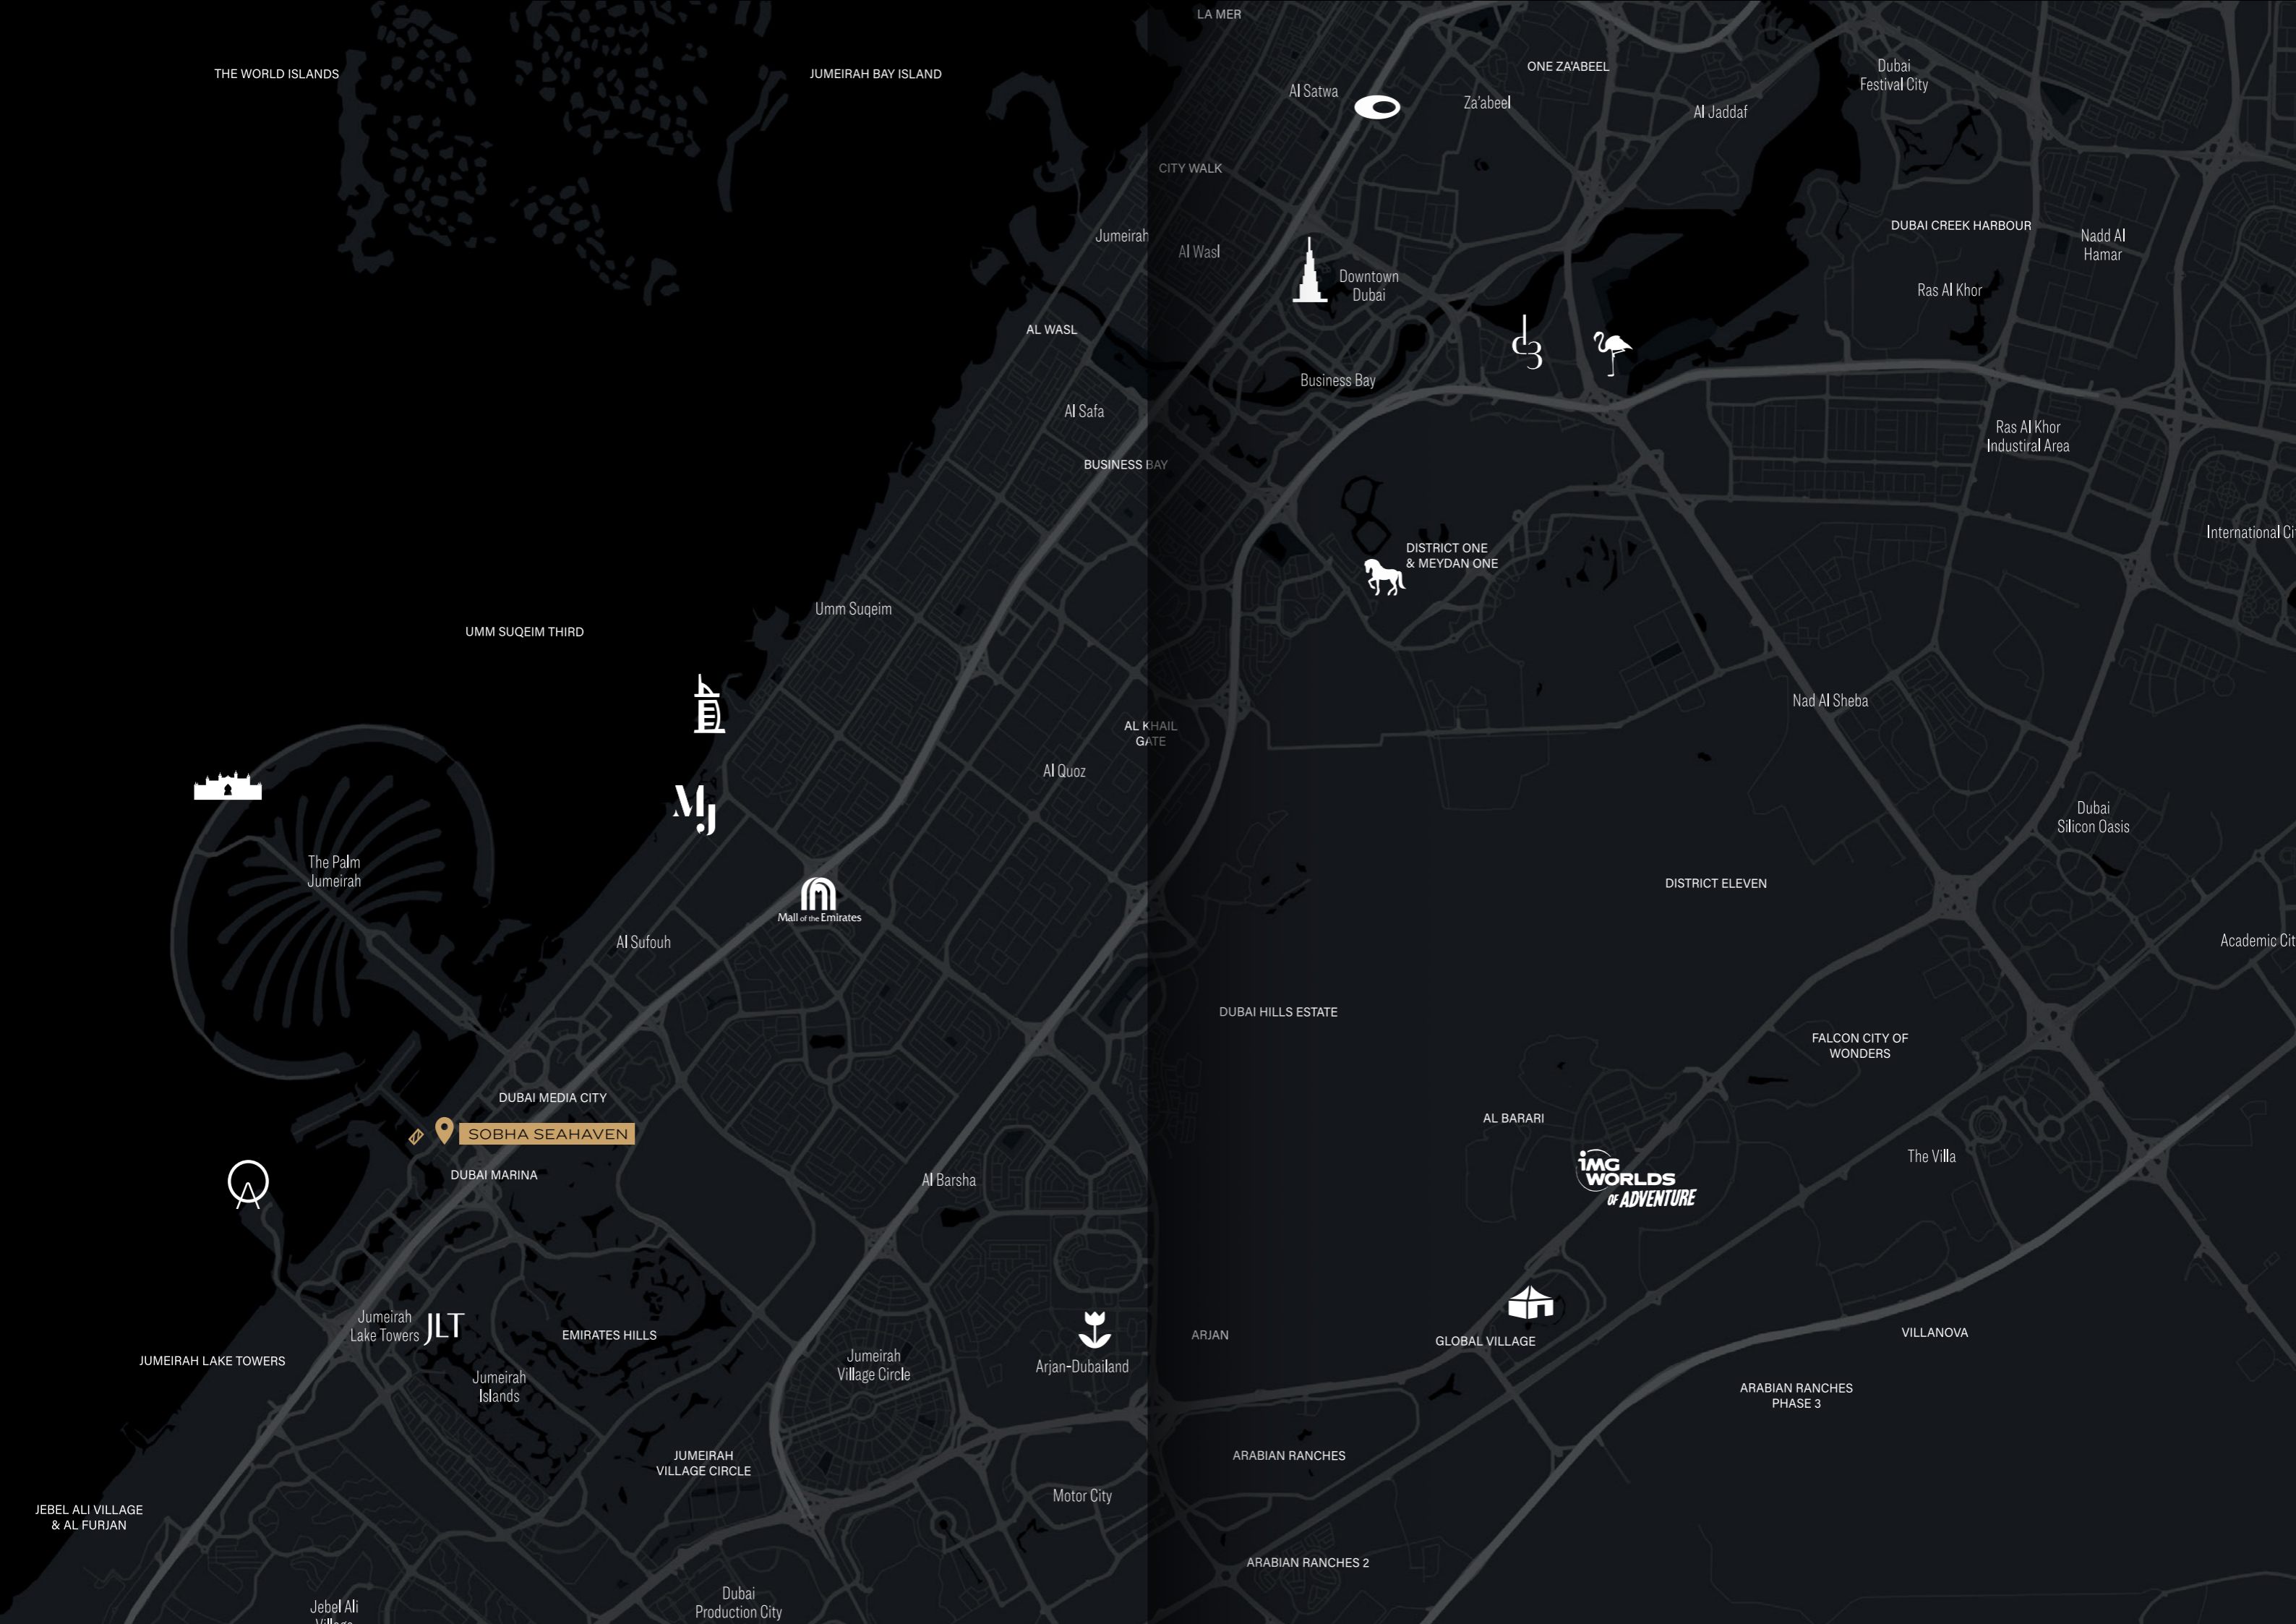 LA MER
THE WORLD ISLANDS
JUMEIRAH BAY ISLAND
ONE ZA'ABEEL
Dubai
Festival City
Al Satwa
Za'abeel
Al Jaddaf
CITY WALK
Jumeirah
Al Wasl
DUBAI CREEK HARBOUR
Nadd Al
Hamar
Downtown
Dubai
Ras Al Khor
AL WASL
Business Bay
Al Safa
Ras Al Khor
Industiral Area
BUSINESS BAY
International Ci
DISTRICT ONE
& MEYDAN ONE
Umm Suqeim
UMM SUQEIM THIRD
Nad Al Sheba
AL KHAIL
GATE
Al Quoz
MJ
Dubai
Silicon Oasis
The Palm
Jumeirah
DISTRICT ELEVEN
Mall of the Emirates
Al Sufouh
Academic Cit
DUBAI HILLS ESTATE
FALCON CITY OF
WONDERS
DUBAI MEDIA CITY
AL BARARI
SOBHA SEAHAVEN
The Villa
DUBAI MARINA
Al Barsha
IMG
WORLDS
OF ADVENTURE
Jumeirah
Lake Towers
JLT
EMIRATES HILLS
ARJAN
GLOBAL VILLAGE
VILLANOVA
JUMEIRAH LAKE TOWERS
Jumeirah
Village Circle
Arjan-Dubailand
Jumeirah
Islands
ARABIAN RANCHES
PHASE 3
JUMEIRAH
VILLAGE CIRCLE
ARABIAN RANCHES
Motor City
JEBEL ALI VILLAGE
& AL FURJAN
ARABIAN RANCHES 2
Dubai
Production City
Jebel Ali
Village